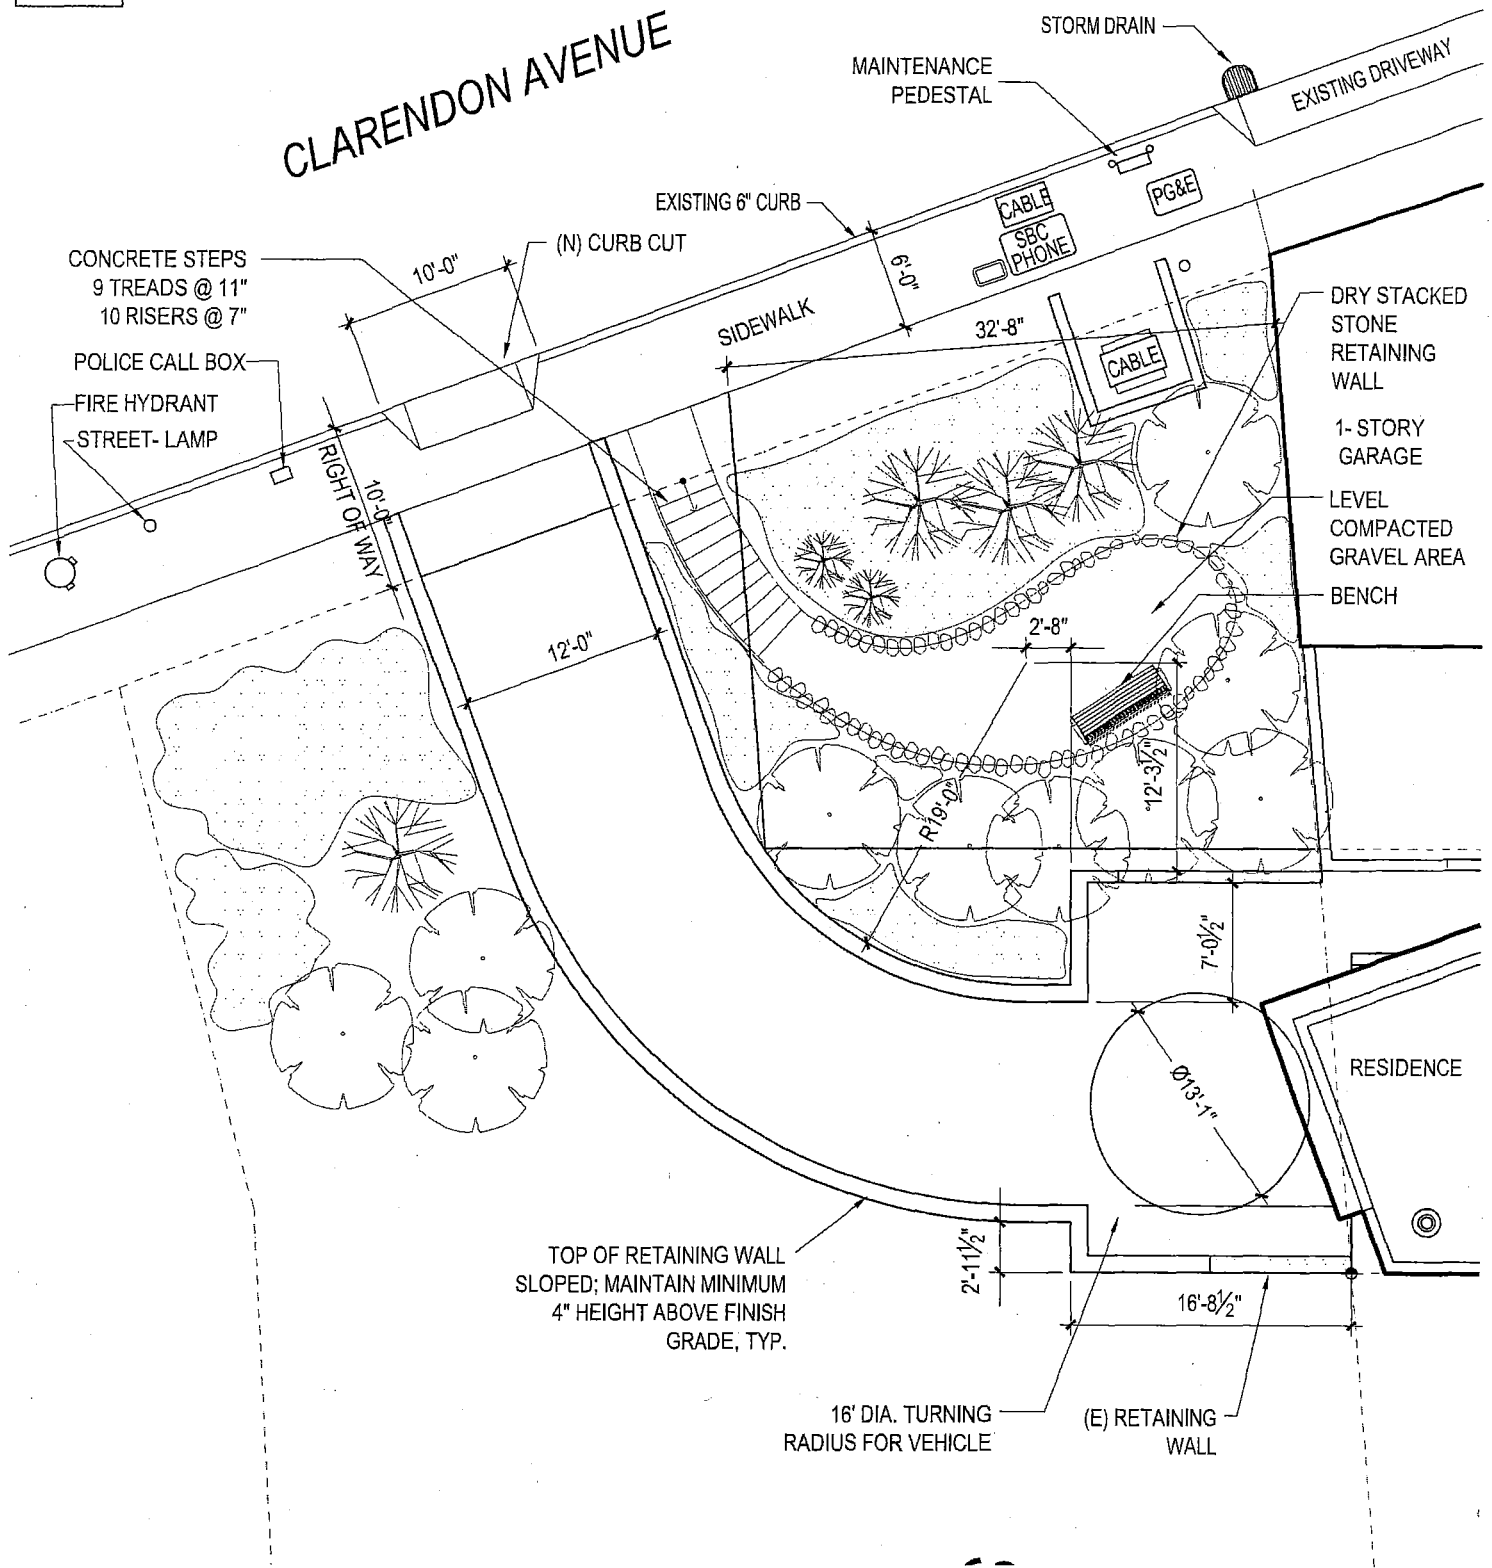 CLARENDON AVENUE
STORM DRAIN
MAINTENANCE
PEDESTAL
EXISTING DRIVEWAY
EXISTING 6" CURB
(N) CURB CUT
CABLE
SBC
PHONE
PG&E
CONCRETE STEPS
9 TREADS @ 11"
10 RISERS @ 7"
10'-0"
6'-0"
SIDEWALK
32'-8"
CABLE
DRY STACKED
STONE
RETAINING
WALL
POLICE CALL BOX
FIRE HYDRANT
STREET- LAMP
RIGHT OF WAY
10'-0"
1- STORY
GARAGE
LEVEL
COMPACTED
GRAVEL AREA
BENCH
12'-0"
2'-8"
12'-3½"
R19'-0"
7'-0½"
Ø13'-1"
RESIDENCE
TOP OF RETAINING WALL
SLOPED; MAINTAIN MINIMUM
4" HEIGHT ABOVE FINISH
GRADE, TYP.
2'-11½"
16'-8½"
16' DIA. TURNING
RADIUS FOR VEHICLE
(E) RETAINING
WALL